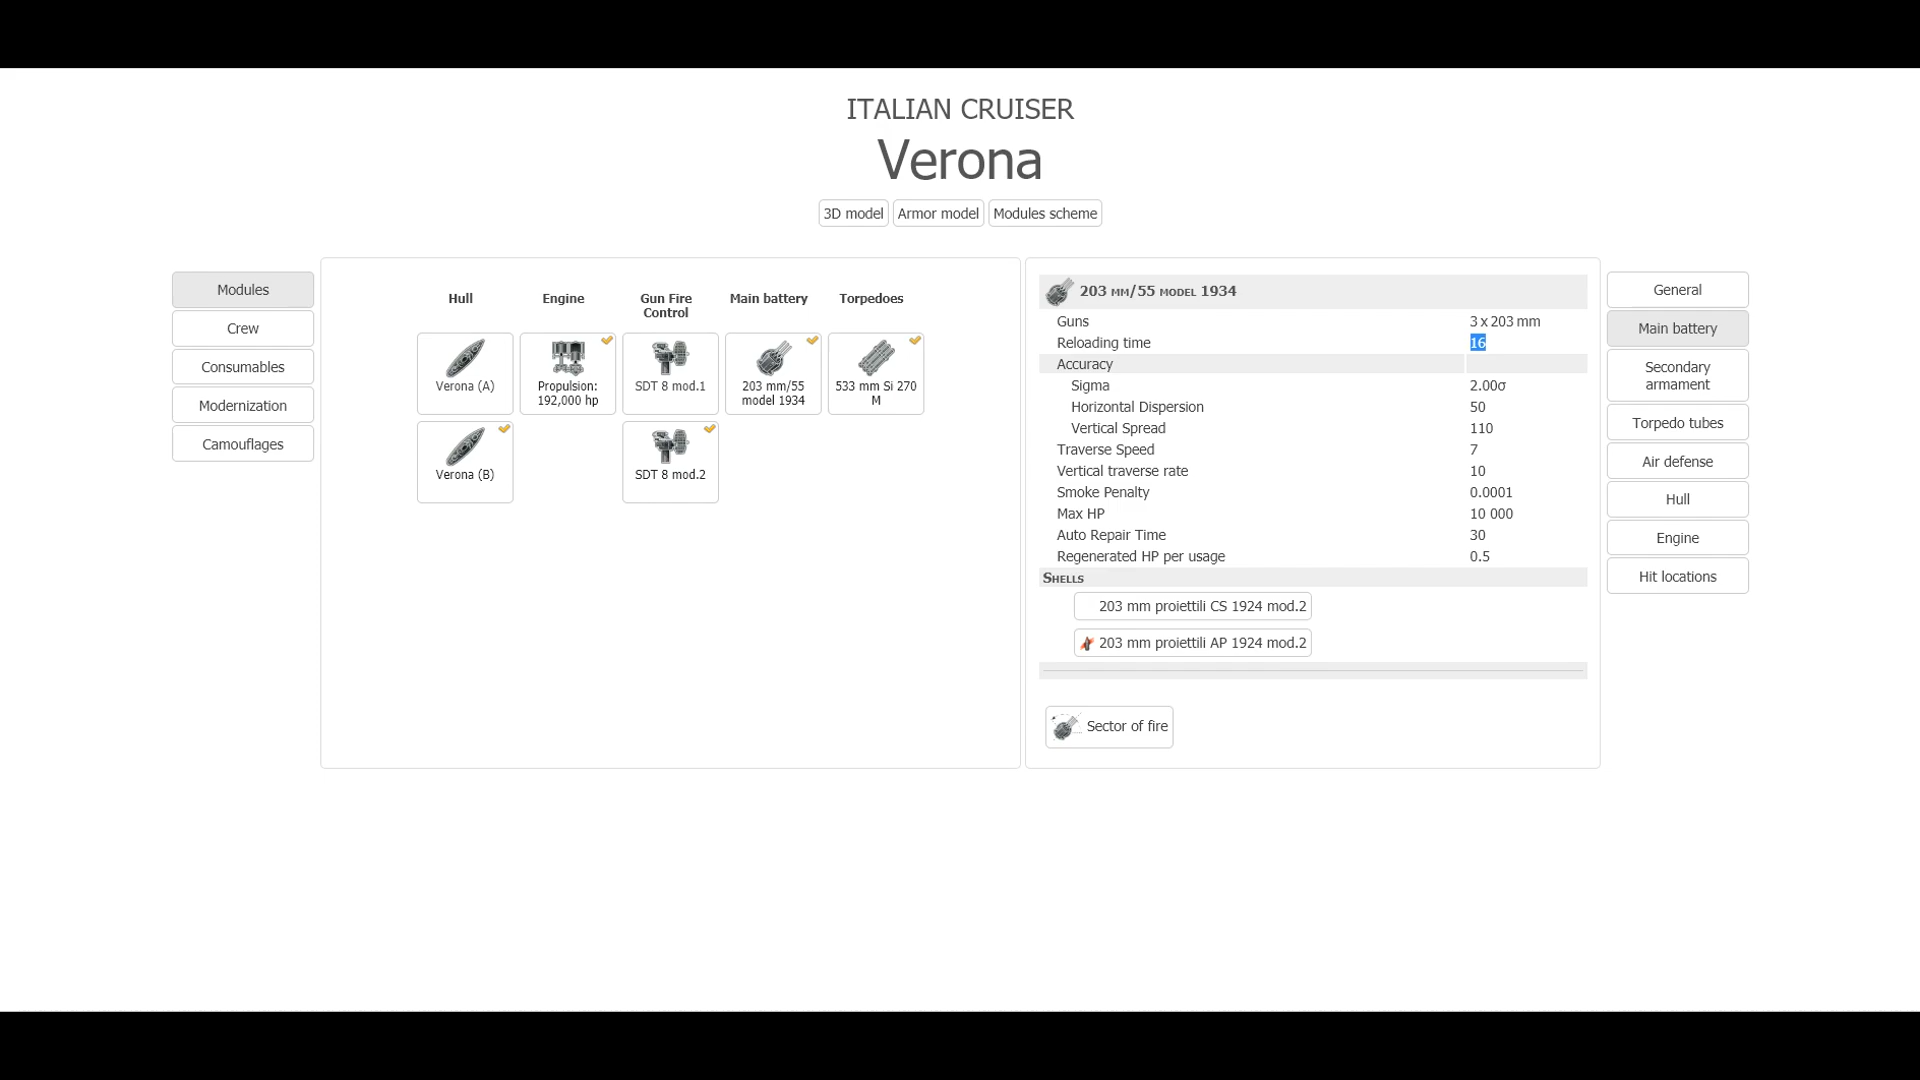 ITALIAN CRUISER
Verona
3D model
Armor model
Modules scheme
Modules
Crew
Consumables
Modernization
Camouflages
Hull
Engine
Gun Fire
Control
Main battery
Torpedoes
Verona (A)
Propulsion:
192,000 hp
SDT 8 mod.1
203 mm/55
model 1934
533 mm Si 270
M
Verona (B)
SDT 8 mod.2
203 MM/55 MODEL 1934
Guns 3 x 203 mm
Reloading time 16
Accuracy
Sigma 2.00σ
Horizontal Dispersion 50
Vertical Spread 110
Traverse Speed 7
Vertical traverse rate 10
Smoke Penalty 0.0001
Max HP 10 000
Auto Repair Time 30
Regenerated HP per usage 0.5
SHELLS
203 mm proiettili CS 1924 mod.2
203 mm proiettili AP 1924 mod.2
Sector of fire
General
Main battery
Secondary
armament
Torpedo tubes
Air defense
Hull
Engine
Hit locations